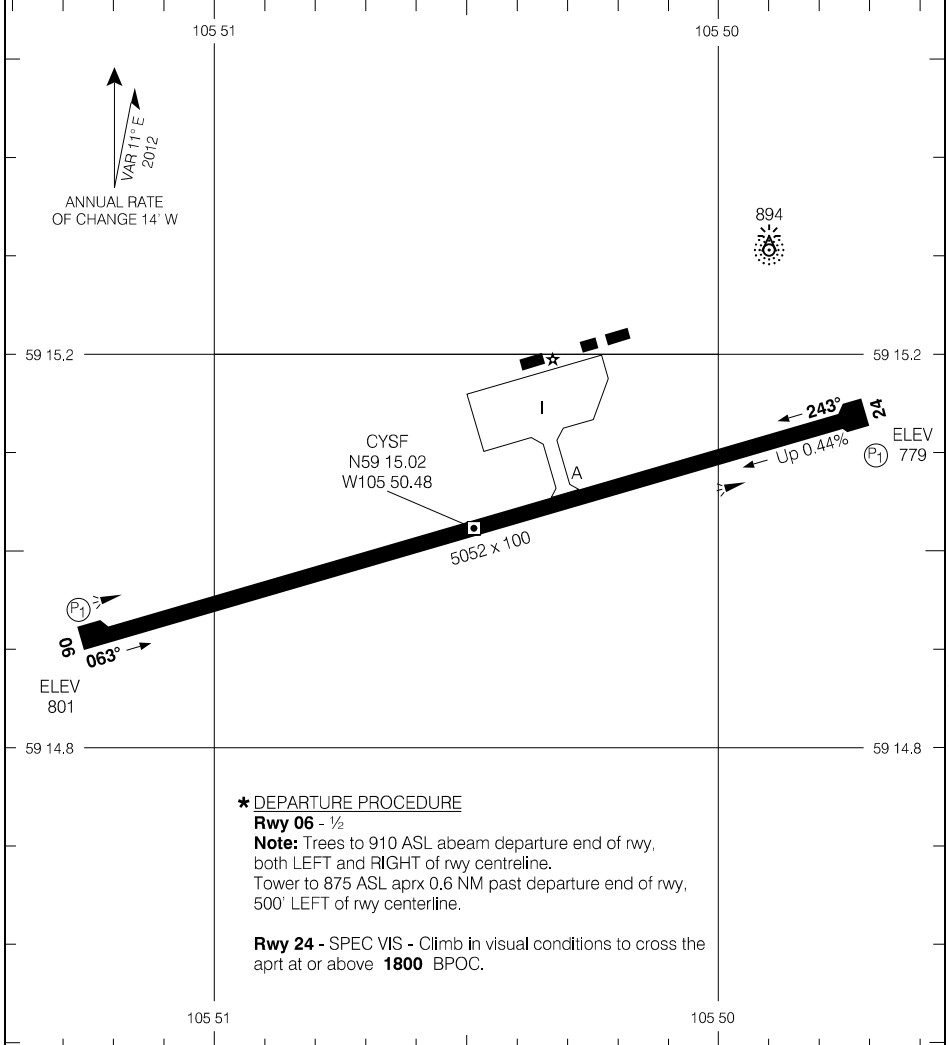 105 51
105 50
VAR 11° E
2012
ANNUAL RATE
OF CHANGE 14' W
894
59 15.2
59 15.2
I
CYSF
N59 15.02
W105 50.48
A
243°
24
Up 0.44%
P1
ELEV
779
5052 x 100
P1
06
063°
ELEV
801
59 14.8
59 14.8
* DEPARTURE PROCEDURE
Rwy 06 - ½
Note: Trees to 910 ASL abeam departure end of rwy,
both LEFT and RIGHT of rwy centreline.
Tower to 875 ASL aprx 0.6 NM past departure end of rwy,
500' LEFT of rwy centerline.
Rwy 24 - SPEC VIS - Climb in visual conditions to cross the
aprt at or above 1800 BPOC.
105 51
105 50